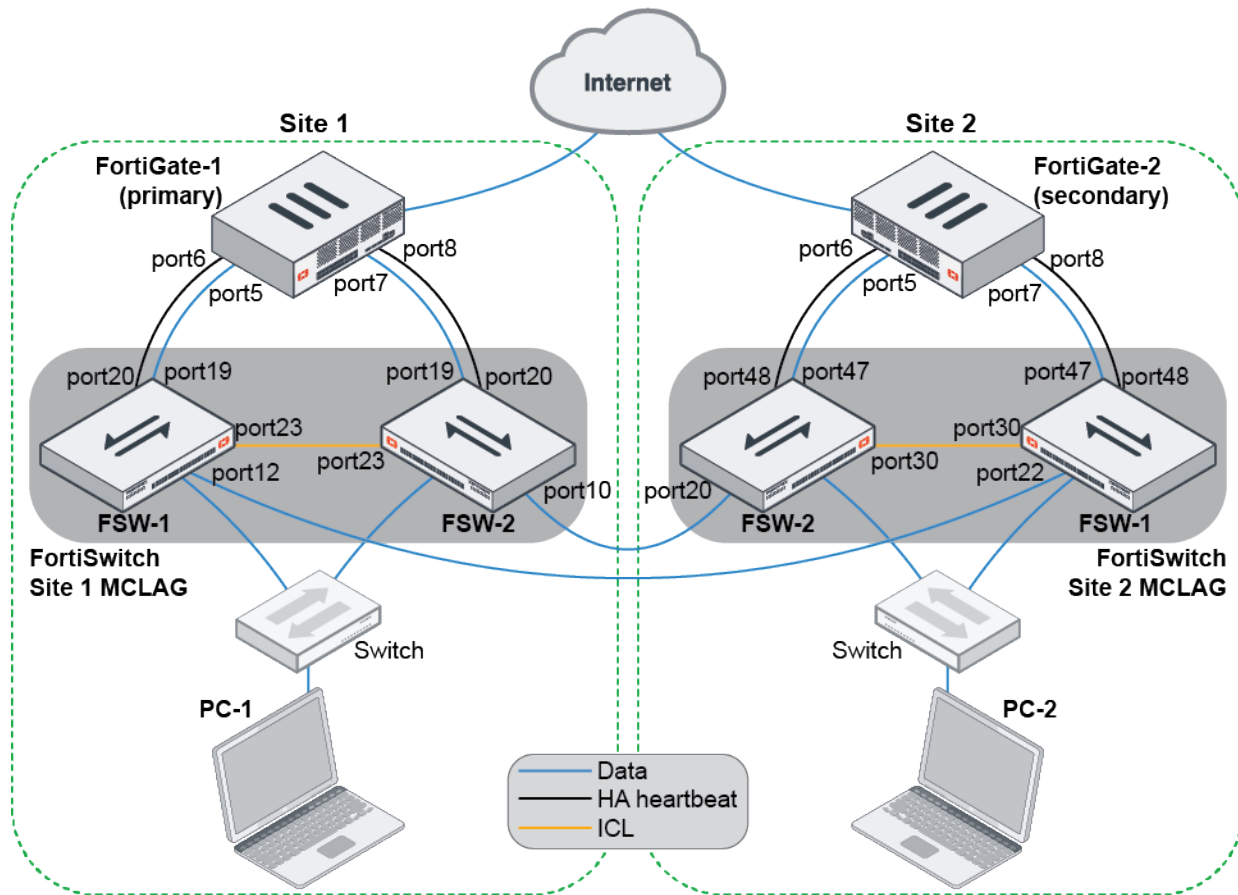 Internet
Site 1
Site 2
FortiGate-1
(primary)
FortiGate-2
(secondary)
port6
port8
port5
port7
port6
port8
port5
port7
port20
port19
port19
port20
port48
port47
port47
port48
port23
port23
port12
port10
port30
port30
port22
port20
FSW-1
FSW-2
FSW-2
FSW-1
FortiSwitch
Site 1 MCLAG
FortiSwitch
Site 2 MCLAG
Switch
Switch
PC-1
PC-2
Data
HA heartbeat
ICL